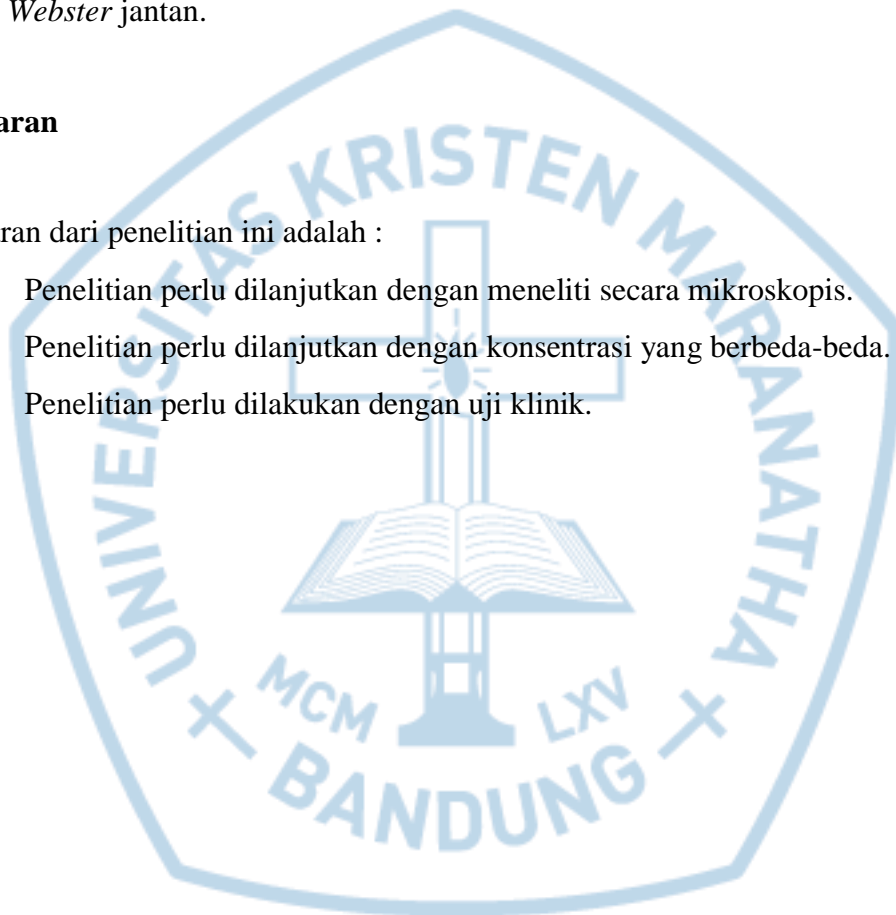 Webster jantan.
aran
ran dari penelitian ini adalah :
Penelitian perlu dilanjutkan dengan meneliti secara mikroskopis.
Penelitian perlu dilanjutkan dengan konsentrasi yang berbeda-beda.
Penelitian perlu dilakukan dengan uji klinik.
UNIVERSITAS KRISTEN MARANATHA
MCM LXV
BANDUNG